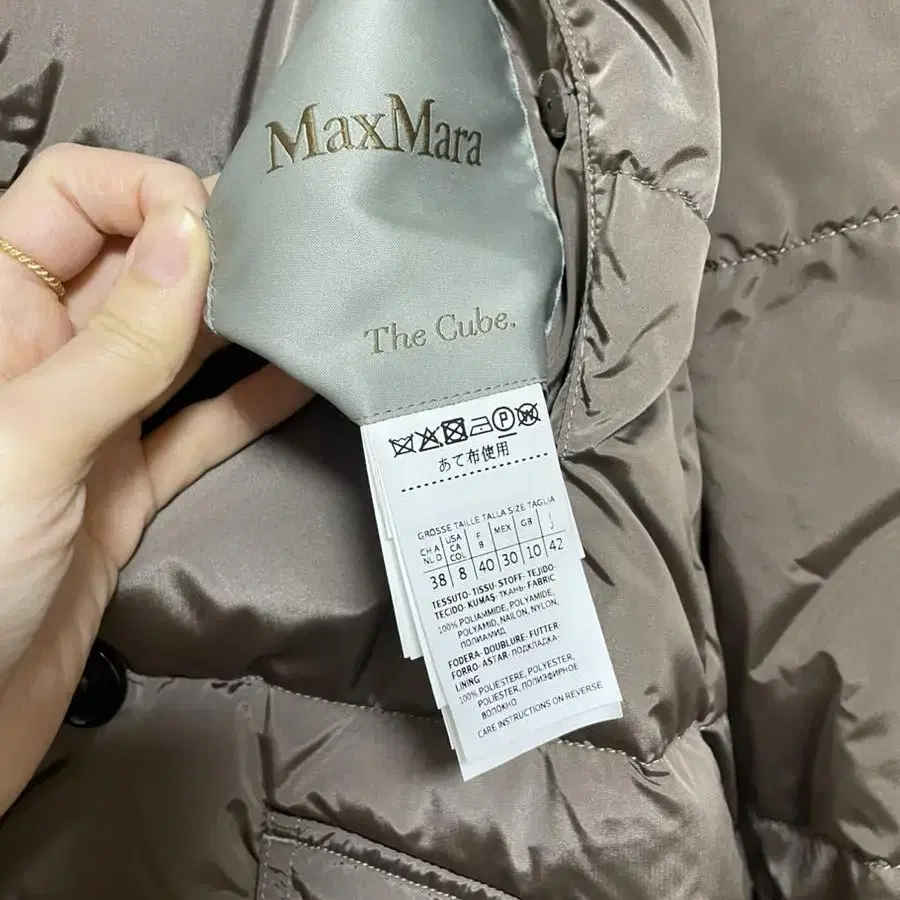 MaxMara
The Cube.
P
あて布使用
GROSSE TAILLE TALLA SIZE TAGLIA
CH A NL D USA CA COL F B MEX GB I J
38 8 40 30 10 42
TESSUTO-TISSU-STOFF-TEJIDO-
TECIDO-KUMAŞ-ТКАНЬ-FABRIC
100% POLIAMMIDE, POLYAMIDE,
POLYAMID, NAILON, NYLON,
ПОЛИАМИД
FODERA-DOUBLURE-FUTTER-
FORRO-ASTAR-ПОДКЛАДКА-
LINING
100% POLIESTERE, POLYESTER,
POLIESTER, ПОЛИЭФИРНОЕ
ВОЛОКНО
CARE INSTRUCTIONS ON REVERSE